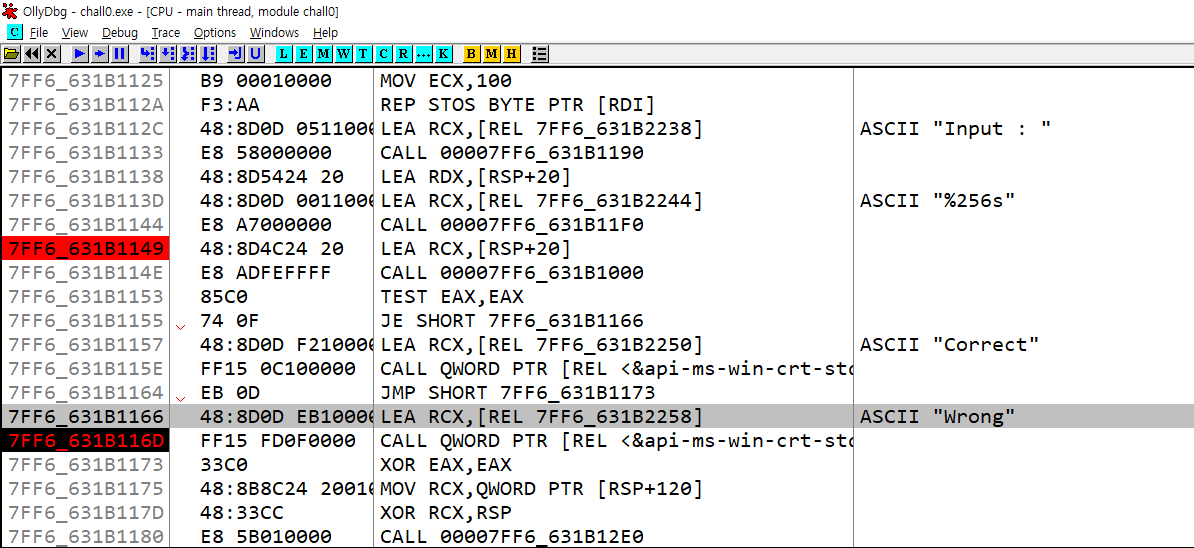 OllyDbg - chall0.exe - [CPU - main thread, module chall0]
C File View Debug Trace Options Windows Help
L E M W T C R ... K B M H
7FF6_631B1125 B9 00010000 MOV ECX,100
7FF6_631B112A F3:AA REP STOS BYTE PTR [RDI]
7FF6_631B112C 48:8D0D 0511000 LEA RCX,[REL 7FF6_631B2238] ASCII "Input : "
7FF6_631B1133 E8 58000000 CALL 00007FF6_631B1190
7FF6_631B1138 48:8D5424 20 LEA RDX,[RSP+20]
7FF6_631B113D 48:8D0D 0011000 LEA RCX,[REL 7FF6_631B2244] ASCII "%256s"
7FF6_631B1144 E8 A7000000 CALL 00007FF6_631B11F0
7FF6_631B1149 48:8D4C24 20 LEA RCX,[RSP+20]
7FF6_631B114E E8 ADFEFFFF CALL 00007FF6_631B1000
7FF6_631B1153 85C0 TEST EAX,EAX
7FF6_631B1155 74 0F JE SHORT 7FF6_631B1166
7FF6_631B1157 48:8D0D F210000 LEA RCX,[REL 7FF6_631B2250] ASCII "Correct"
7FF6_631B115E FF15 0C100000 CALL QWORD PTR [REL <&api-ms-win-crt-std
7FF6_631B1164 EB 0D JMP SHORT 7FF6_631B1173
7FF6_631B1166 48:8D0D EB10000 LEA RCX,[REL 7FF6_631B2258] ASCII "Wrong"
7FF6_631B116D FF15 FD0F0000 CALL QWORD PTR [REL <&api-ms-win-crt-std
7FF6_631B1173 33C0 XOR EAX,EAX
7FF6_631B1175 48:8B8C24 20010 MOV RCX,QWORD PTR [RSP+120]
7FF6_631B117D 48:33CC XOR RCX,RSP
7FF6_631B1180 E8 5B010000 CALL 00007FF6_631B12E0